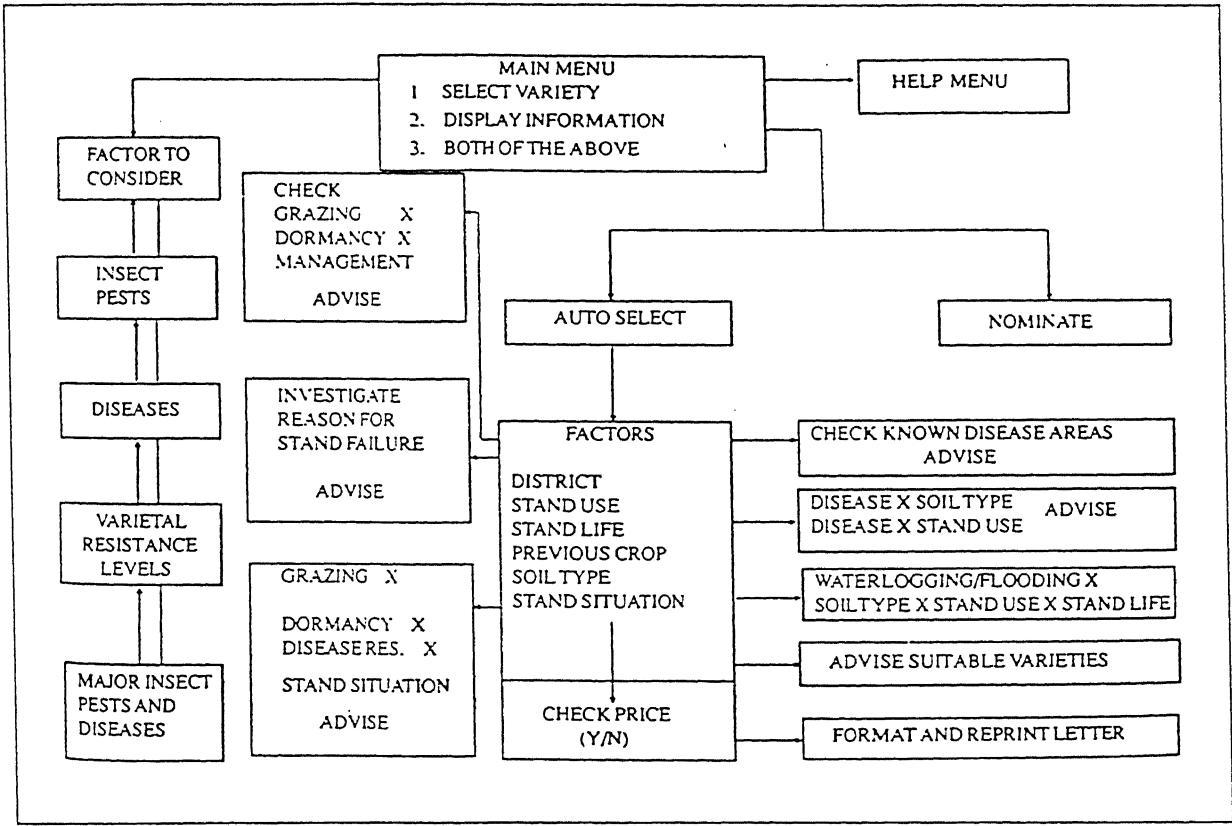 MAIN MENU
1 SELECT VARIETY
2. DISPLAY INFORMATION
3. BOTH OF THE ABOVE
HELP MENU
FACTOR TO
CONSIDER
INSECT
PESTS
DISEASES
VARIETAL
RESISTANCE
LEVELS
MAJOR INSECT
PESTS AND
DISEASES
CHECK
GRAZING X
DORMANCY X
MANAGEMENT
ADVISE
INVESTIGATE
REASON FOR
STAND FAILURE
ADVISE
GRAZING X
DORMANCY X
DISEASE RES. X
STAND SITUATION
ADVISE
AUTO SELECT
NOMINATE
FACTORS
DISTRICT
STAND USE
STAND LIFE
PREVIOUS CROP
SOIL TYPE
STAND SITUATION
CHECK PRICE
(Y/N)
CHECK KNOWN DISEASE AREAS
ADVISE
DISEASE X SOIL TYPE ADVISE
DISEASE X STAND USE
WATERLOGGING/FLOODING X
SOILTYPE X STAND USE X STAND LIFE
ADVISE SUITABLE VARIETIES
FORMAT AND REPRINT LETTER